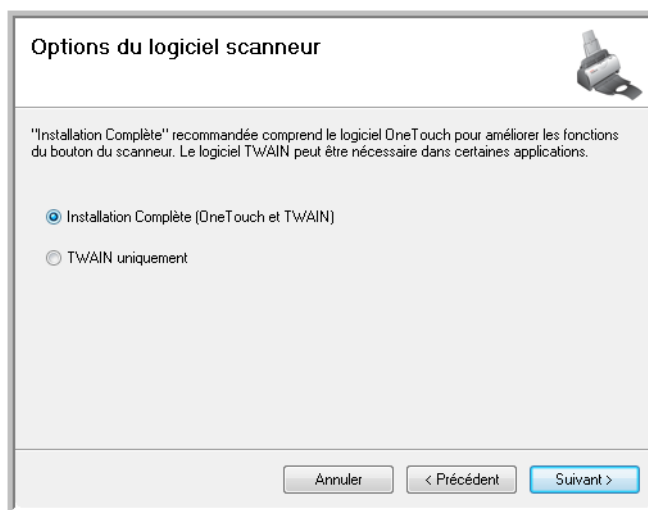 Options du logiciel scanneur
"Installation Complète" recommandée comprend le logiciel OneTouch pour améliorer les fonctions
du bouton du scanneur. Le logiciel TWAIN peut être nécessaire dans certaines applications.
Installation Complète (OneTouch et TWAIN)
TWAIN uniquement
Annuler
< Précédent
Suivant >